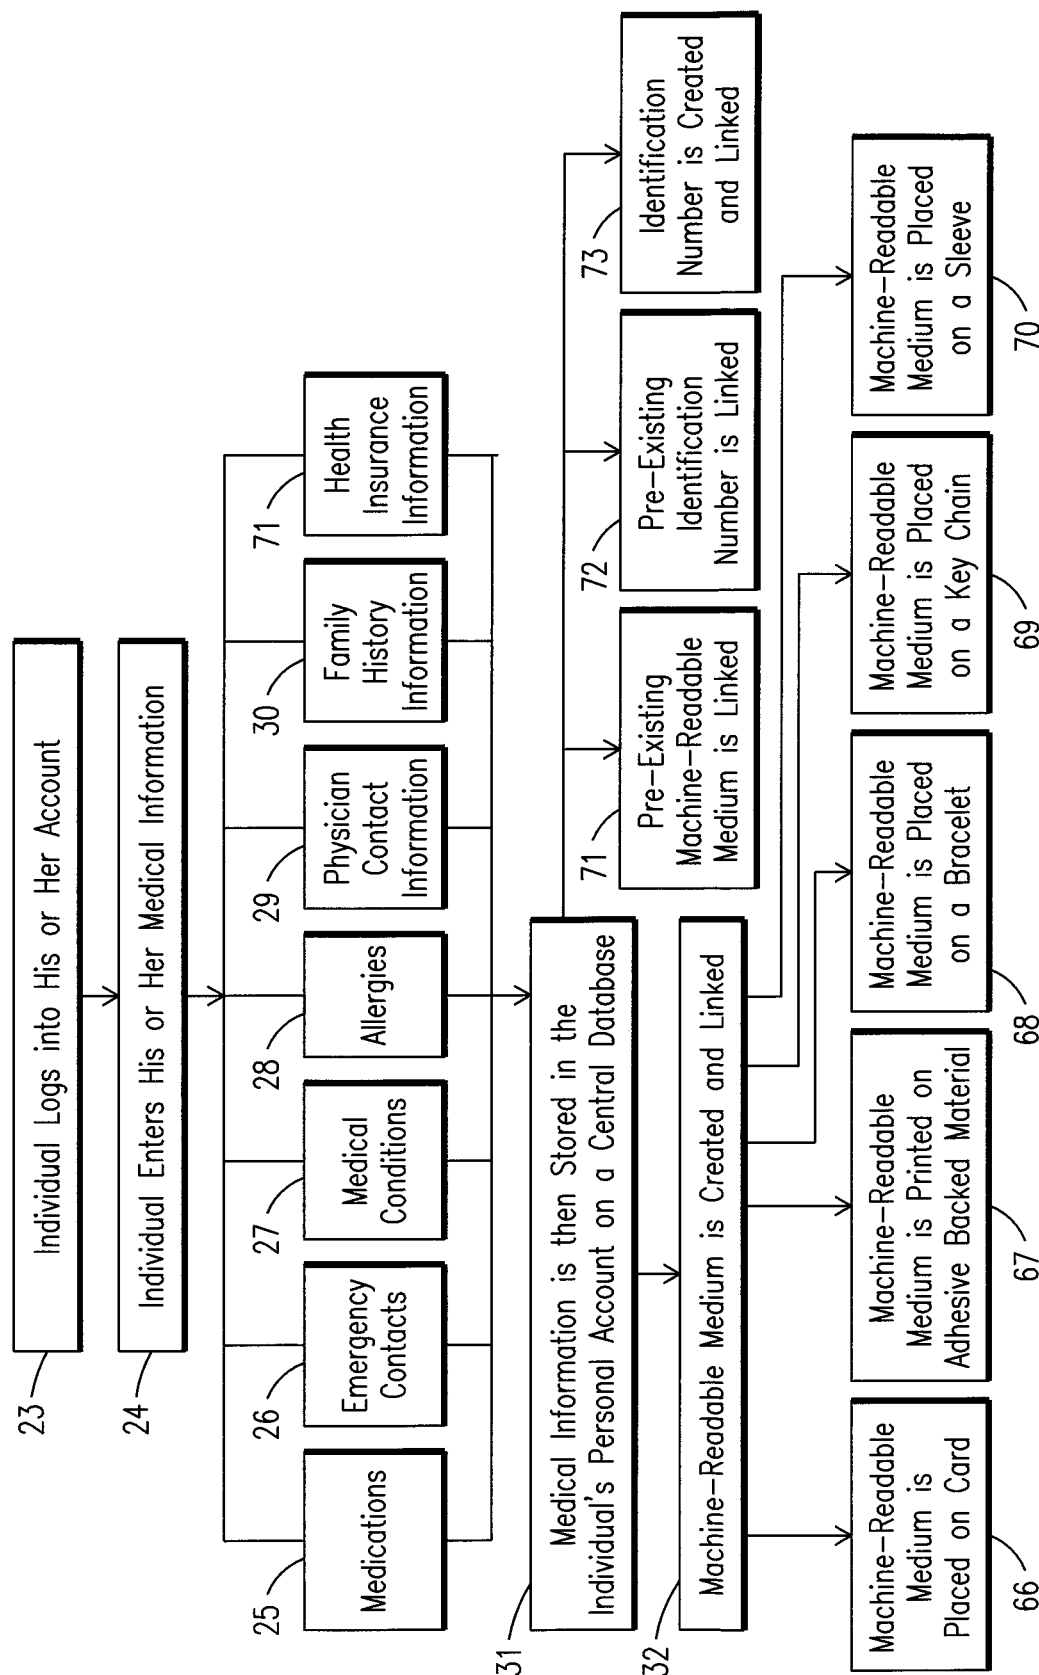 23
Individual Logs into His or Her Account
24
Individual Enters His or Her Medical Information
25
Medications
26
Emergency
Contacts
27
Medical
Conditions
28
Allergies
29
Physician
Contact
Information
30
Family
History
Information
71
Health
Insurance
Information
31
Medical Information is then Stored in the
Individual's Personal Account on a Central Database
71
Pre-Existing
Machine-Readable
Medium is Linked
72
Pre-Existing
Identification
Number is Linked
73
Identification
Number is Created
and Linked
32
Machine-Readable Medium is Created and Linked
Machine-Readable
Medium is
Placed on Card
66
Machine-Readable
Medium is Printed on
Adhesive Backed Material
67
Machine-Readable
Medium is Placed
on a Bracelet
68
Machine-Readable
Medium is Placed
on a Key Chain
69
Machine-Readable
Medium is Placed
on a Sleeve
70